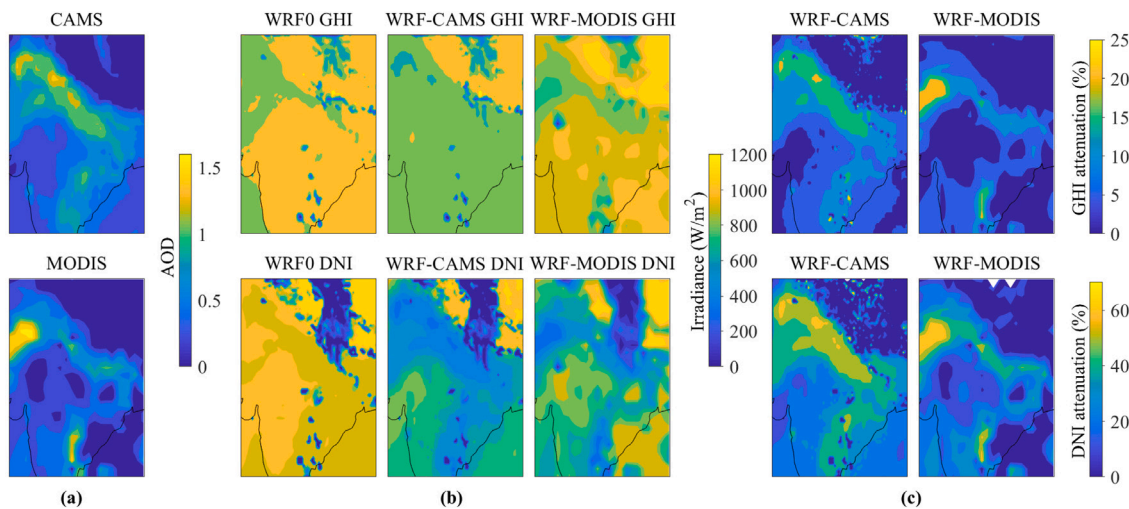 CAMS
WRF0 GHI
WRF-CAMS GHI
WRF-MODIS GHI
WRF-CAMS
WRF-MODIS
1.5
1
0.5
0
AOD
1200
1000
800
600
400
200
0
Irradiance (W/m²)
25
20
15
10
5
0
GHI attenuation (%)
MODIS
WRF0 DNI
WRF-CAMS DNI
WRF-MODIS DNI
WRF-CAMS
WRF-MODIS
60
40
20
0
DNI attenuation (%)
(a)
(b)
(c)